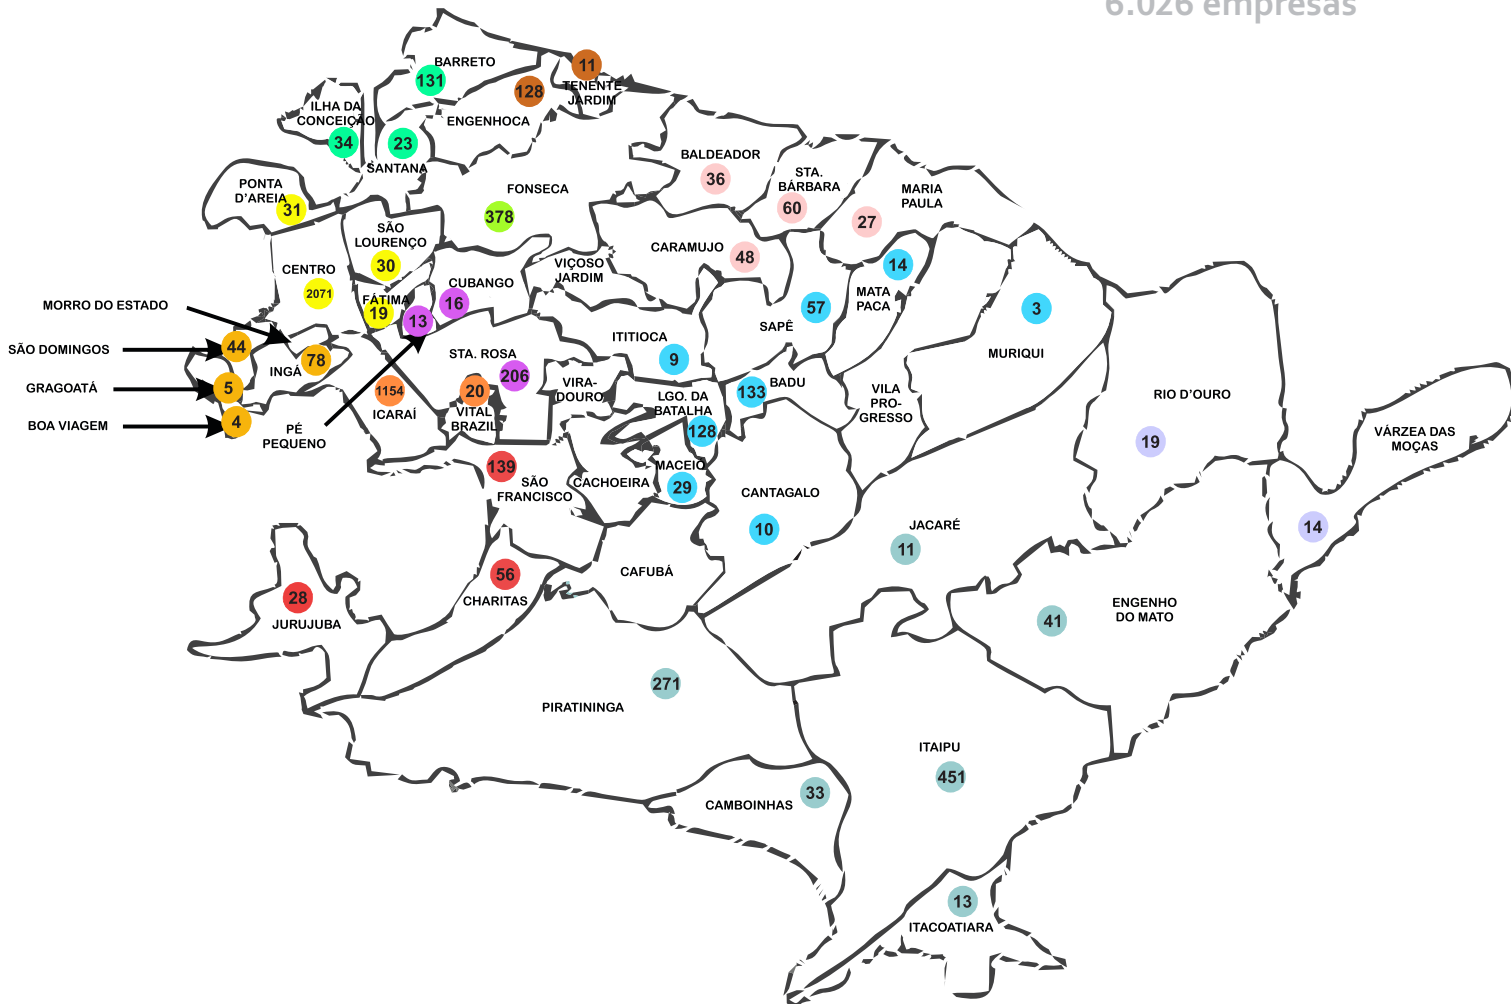 6.026 empresas
BARRETO
131
11
TENENTE
JARDIM
128
ENGENHOCA
ILHA DA
CONCEIÇÃO
34
23
SANTANA
PONTA
D'AREIA
31
FONSECA
378
BALDEADOR
36
STA.
BÁRBARA
60
MARIA
PAULA
27
SÃO
LOURENÇO
30
CARAMUJO
48
VIÇOSO
JARDIM
CENTRO
2071
CUBANGO
16
FÁTIMA
19
13
14
MATA
PACA
57
SAPÊ
3
MURIQUI
MORRO DO ESTADO
SÃO DOMINGOS
44
GRAGOATÁ
5
BOA VIAGEM
4
INGÁ
78
PÉ
PEQUENO
1154
ICARAÍ
STA. ROSA
206
20
VITAL
BRAZIL
VIRA-
DOURO
ITITIOCA
9
LGO. DA
BATALHA
128
133
BADU
VILA
PRO-
GRESSO
RIO D'OURO
19
VÁRZEA DAS
MOÇAS
14
139
SÃO
FRANCISCO
CACHOEIRA
MACEIÓ
29
CANTAGALO
10
JACARÉ
11
CAFUBÁ
56
CHARITAS
28
JURUJUBA
41
ENGENHO
DO MATO
271
PIRATININGA
ITAIPU
451
CAMBOINHAS
33
13
ITACOATIARA